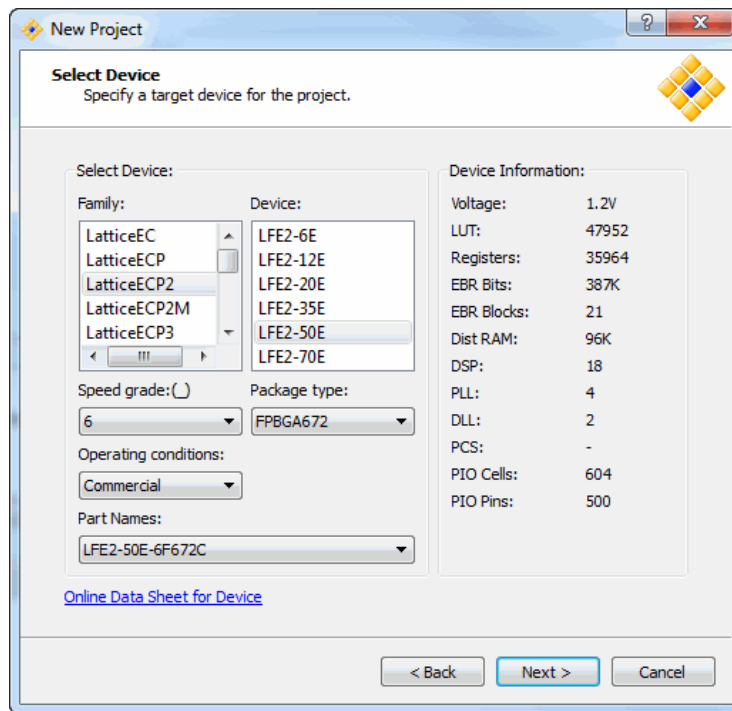 New Project
Select Device
Specify a target device for the project.
Select Device:
Family:
LatticeEC
LatticeECP
LatticeECP2
LatticeECP2M
LatticeECP3
Device:
LFE2-6E
LFE2-12E
LFE2-20E
LFE2-35E
LFE2-50E
LFE2-70E
Speed grade:(_)
6
Package type:
FPBGA672
Operating conditions:
Commercial
Part Names:
LFE2-50E-6F672C
Device Information:
Voltage: 1.2V
LUT: 47952
Registers: 35964
EBR Bits: 387K
EBR Blocks: 21
Dist RAM: 96K
DSP: 18
PLL: 4
DLL: 2
PCS: -
PIO Cells: 604
PIO Pins: 500
Online Data Sheet for Device
< Back
Next >
Cancel